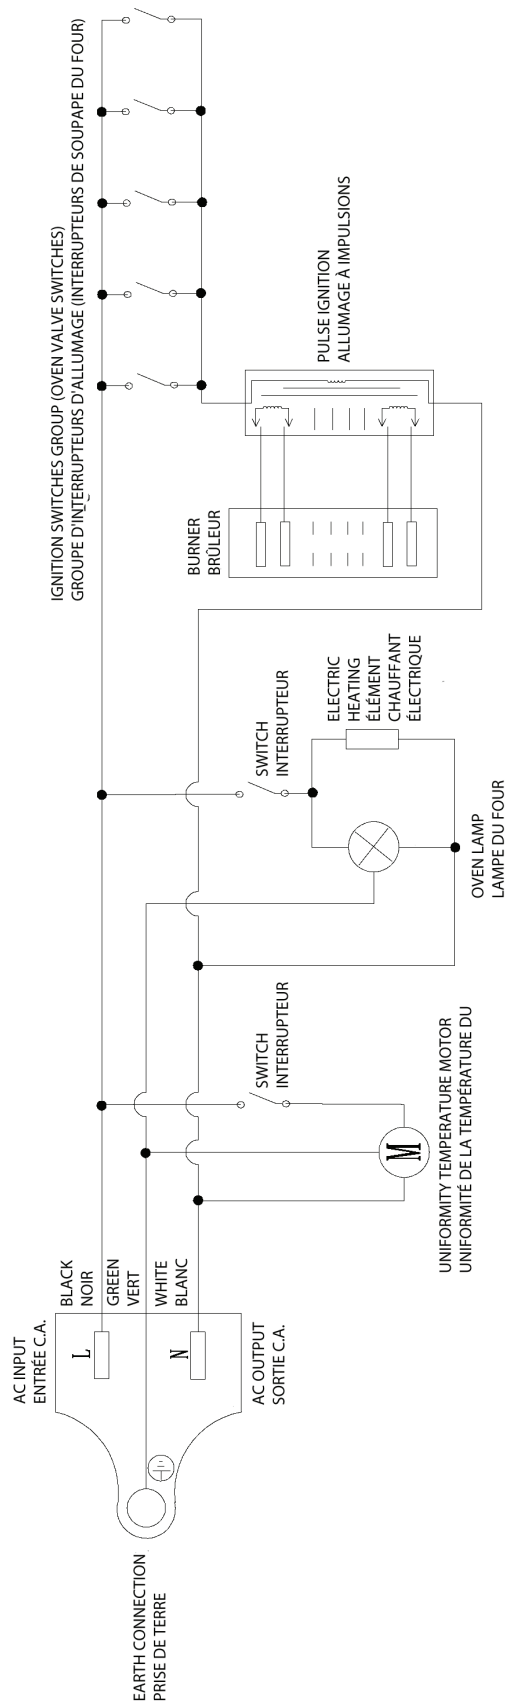 EARTH CONNECTION
PRISE DE TERRE
AC INPUT
ENTRÉE C.A.
L
N
AC OUTPUT
SORTIE C.A.
BLACK
NOIR
GREEN
VERT
WHITE
BLANC
M
UNIFORMITY TEMPERATURE MOTOR
UNIFORMITÉ DE LA TEMPÉRATURE DU
SWITCH
INTERRUPTEUR
OVEN LAMP
LAMPE DU FOUR
SWITCH
INTERRUPTEUR
ELECTRIC
HEATING
ÉLÉMENT
CHAUFFANT
ÉLECTRIQUE
BURNER
BRÛLEUR
PULSE IGNITION
ALLUMAGE À IMPULSIONS
IGNITION SWITCHES GROUP (OVEN VALVE SWITCHES)
GROUPE D'INTERRUPTEURS D'ALLUMAGE (INTERRUPTEURS DE SOUPAPE DU FOUR)